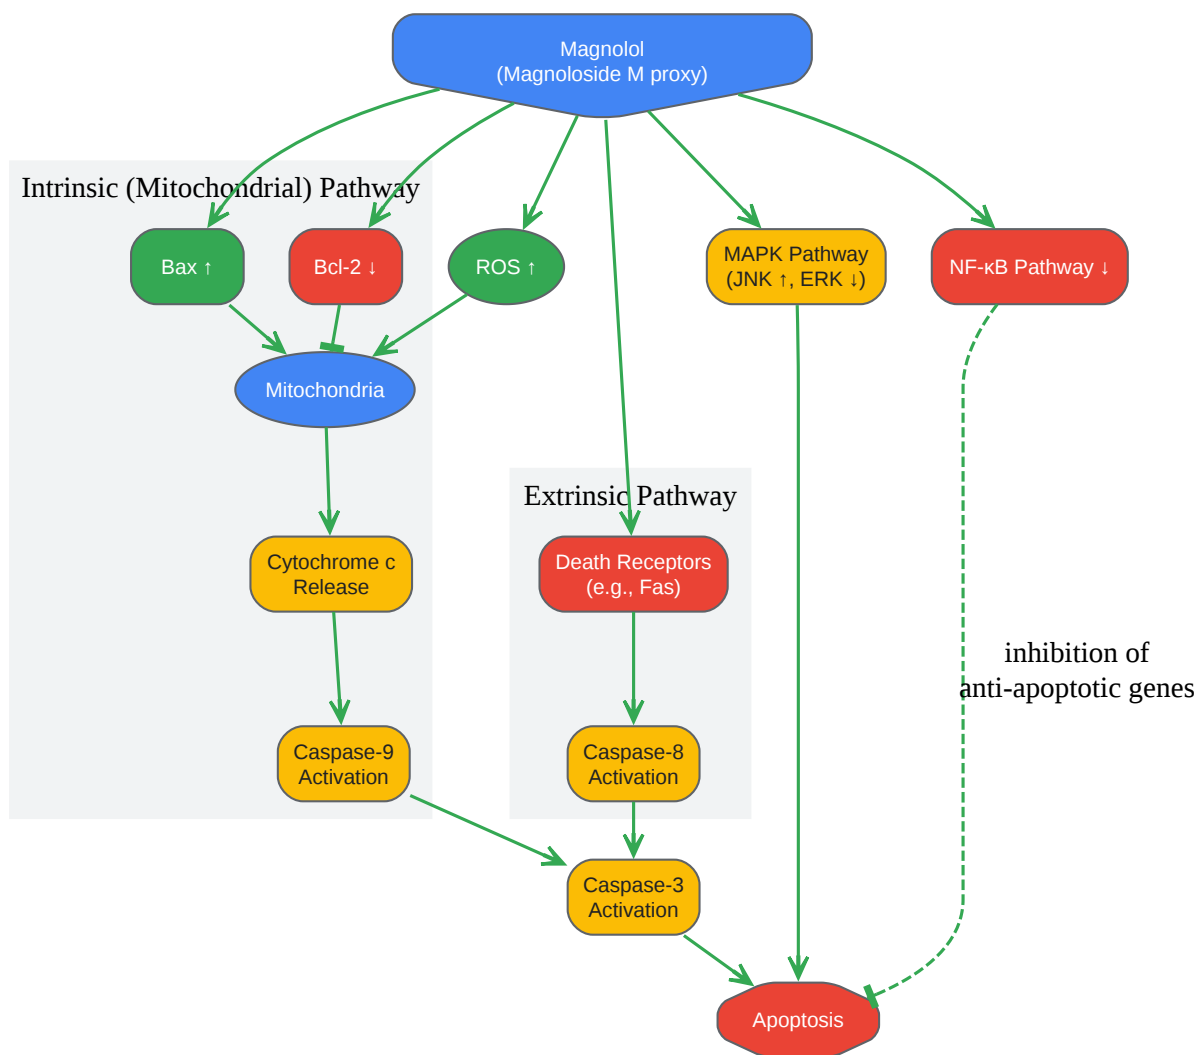 Magnolol
(Magnoloside M proxy)
Intrinsic (Mitochondrial) Pathway
Bax ↑
Bcl-2 ↓
ROS ↑
MAPK Pathway
(JNK ↑, ERK ↓)
NF-κB Pathway ↓
Mitochondria
Extrinsic Pathway
Cytochrome c
Release
Death Receptors
(e.g., Fas)
inhibition of
anti-apoptotic genes
Caspase-9
Activation
Caspase-8
Activation
Caspase-3
Activation
Apoptosis